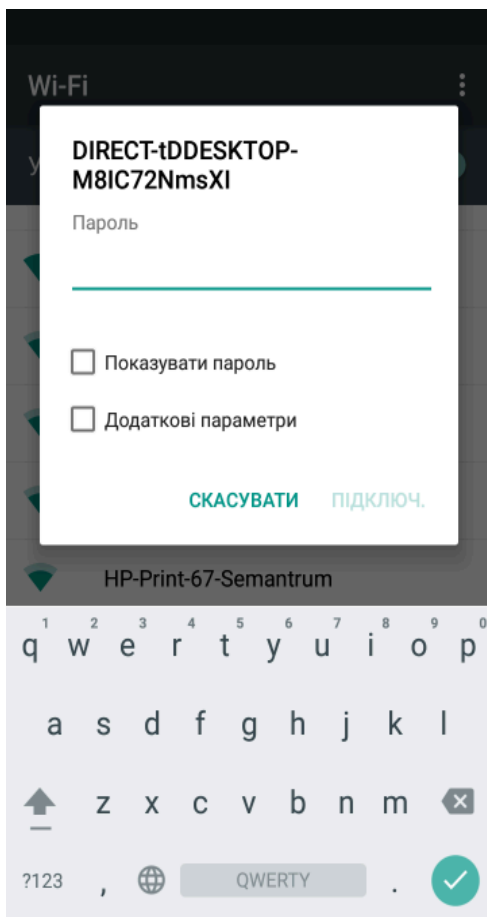 Wi-Fi
У
DIRECT-tDDESKTOP-
M8IC72NmsXI
Пароль
Показувати пароль
Додаткові параметри
СКАСУВАТИ ПІДКЛЮЧ.
HP-Print-67-Semantrum
1 2 3 4 5 6 7 8 9 0
q w e r t y u i o p
a s d f g h j k l
z x c v b n m
?123 , QWERTY .